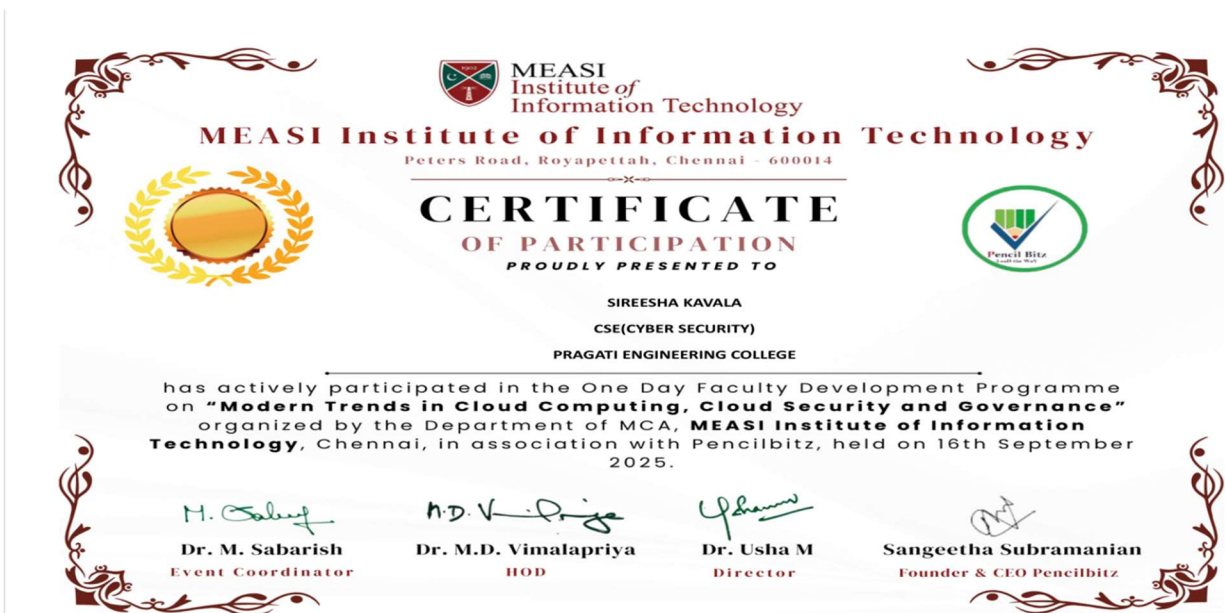 MEASI
Institute of
Information Technology
MEASI Institute of Information Technology
Peters Road, Royapettah, Chennai - 600014
CERTIFICATE
OF PARTICIPATION
PROUDLY PRESENTED TO
Pencil Bitz
SIREESHA KAVALA
CSE(CYBER SECURITY)
PRAGATI ENGINEERING COLLEGE
has actively participated in the One Day Faculty Development Programme
on “Modern Trends in Cloud Computing, Cloud Security and Governance”
organized by the Department of MCA, MEASI Institute of Information
Technology, Chennai, in association with Pencilbitz, held on 16th September
2025.
Dr. M. Sabarish
Dr. M.D. Vimalapriya
Dr. Usha M
Sangeetha Subramanian
Event Coordinator
HOD
Director
Founder & CEO Pencilbitz